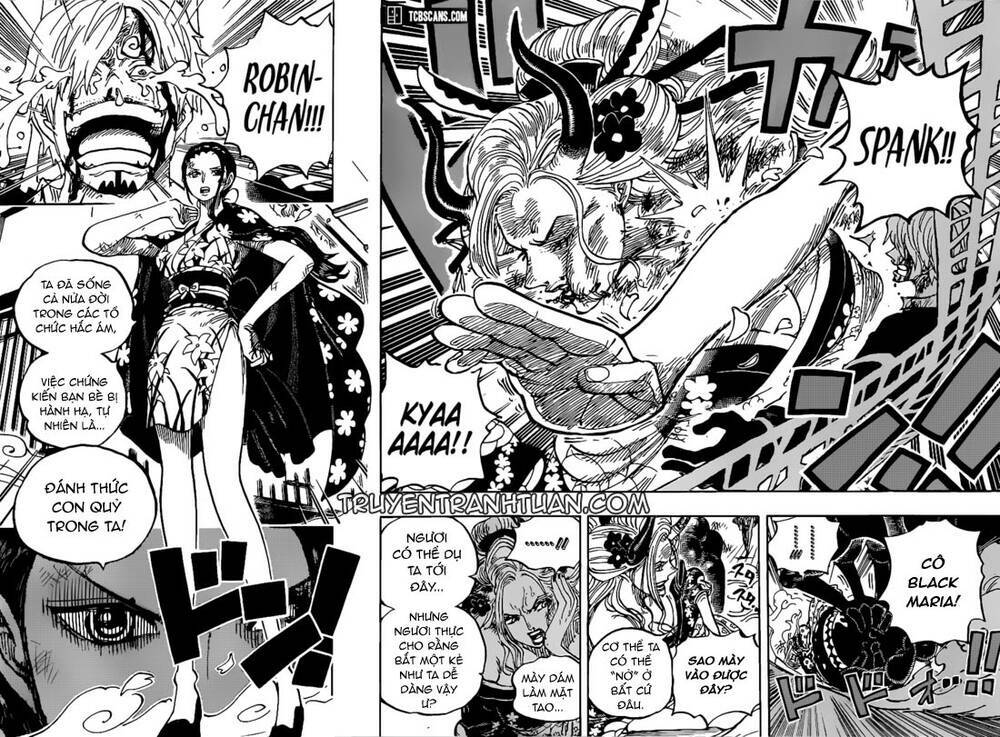 TCBSCANS.COM
SPANK!!
KYAA
AAAA!!
CÔ
BLACK
MARIA!
SAO MÀY
VÀO ĐƯỢC
ĐÂY?
CƠ THỂ TA
CÓ THỂ
"NỞ" Ở
BẤT CỨ
ĐÂU.
......!!
MÀY DÁM
LÀM MẶT
TAO...
NGƯƠI
CÓ THỂ DỤ
TA TỚI
ĐÂY...
NHƯNG
NGƯƠI THỰC
CHO RẰNG
BẮT MỘT KẺ
NHƯ TA DỄ
DÀNG VẬY
Ư?
ROBIN-
CHAN!!!
TA ĐÃ SỐNG
CẢ NỬA ĐỜI
TRONG CÁC TỔ
CHỨC HẮC ÁM,
VIỆC CHỨNG
KIẾN BẠN BÈ BỊ
HÀNH HẠ, TỰ
NHIÊN LÀ...
ĐÁNH THỨC
CON QUỶ
TRONG TA!
ドドン!!
TRUYENTRANHTUAN.COM